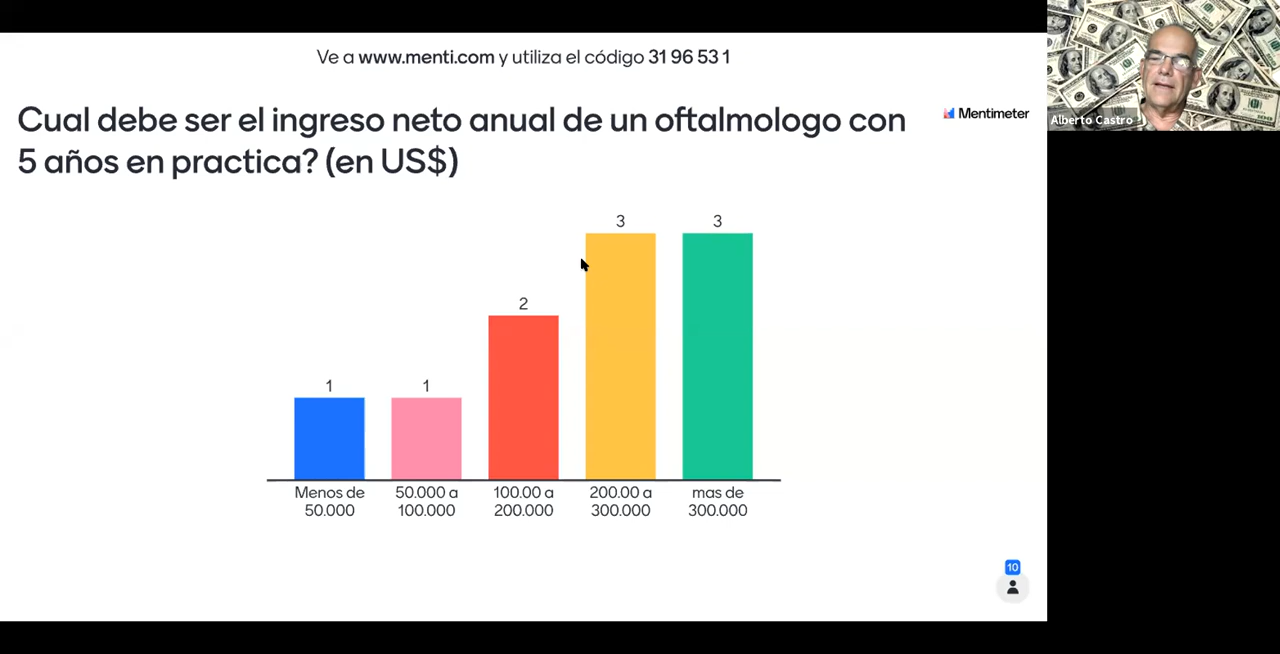 Ve a www.menti.com y utiliza el código 31 96 53 1
Cual debe ser el ingreso neto anual de un oftalmologo con
5 años en practica? (en US$)
Mentimeter
Alberto Castro
1
1
2
3
3
Menos de
50.000
50.000 a
100.000
100.00 a
200.000
200.00 a
300.000
mas de
300.000
10